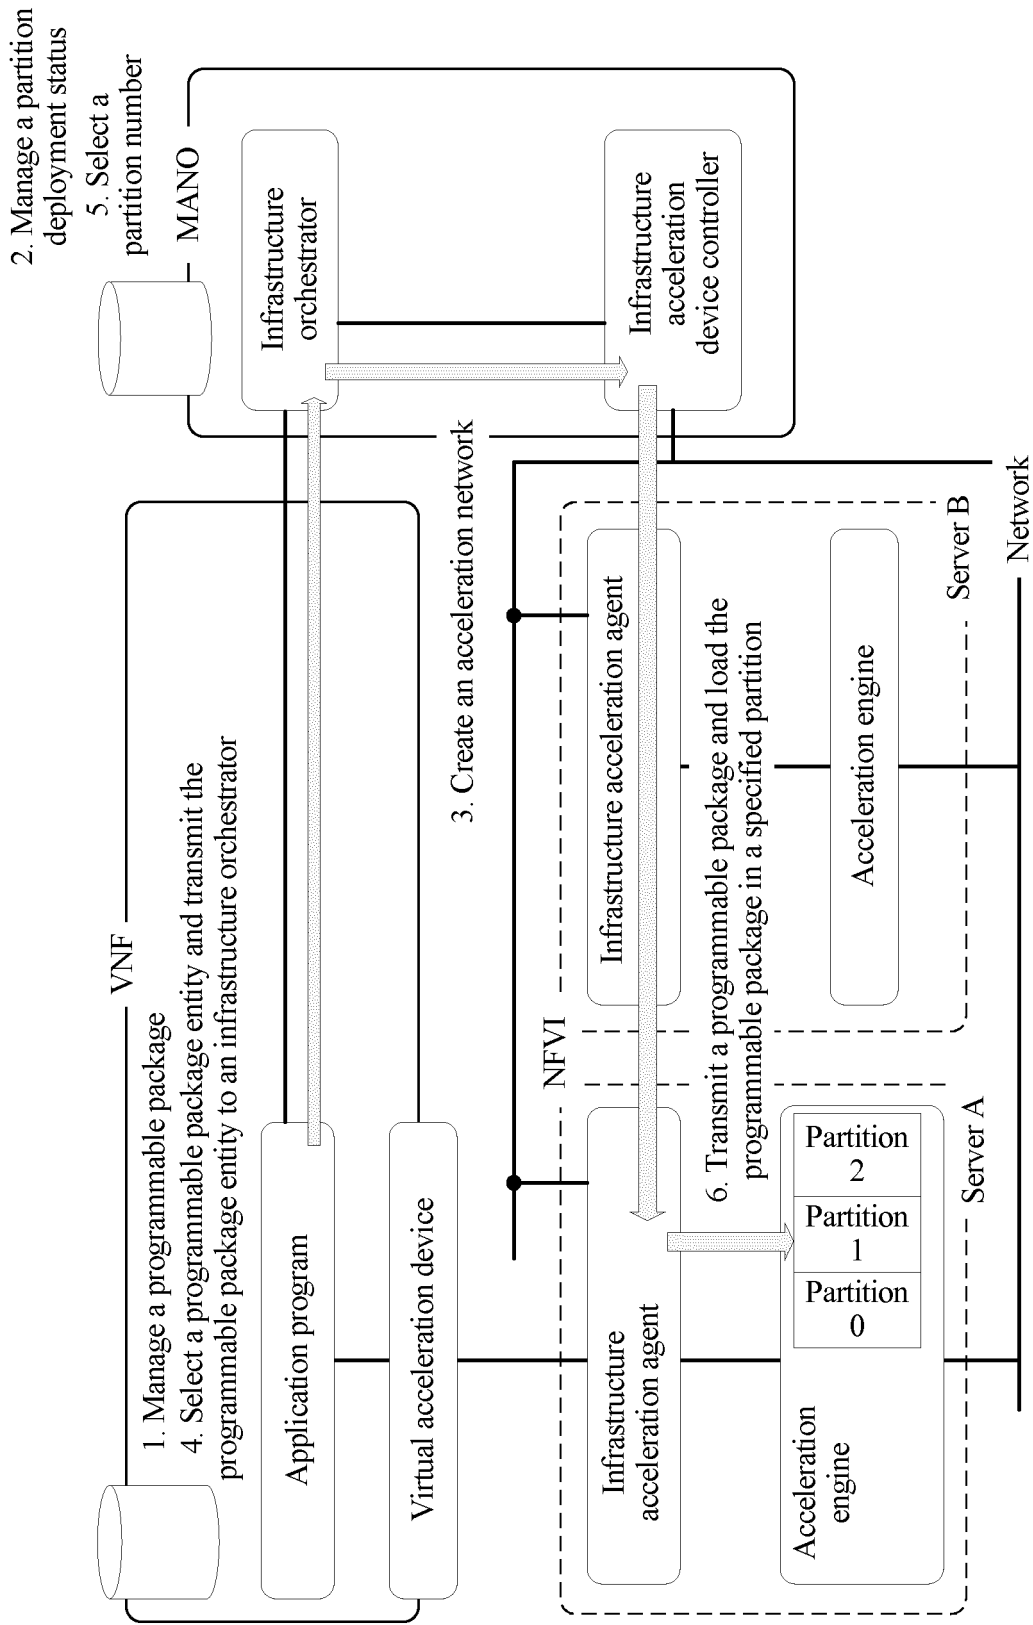 VNF
1. Manage a programmable package
4. Select a programmable package entity and transmit the
programmable package entity to an infrastructure orchestrator
Application program
Virtual acceleration device
2. Manage a partition
deployment status
5. Select a
partition number
MANO
Infrastructure
orchestrator
Infrastructure
acceleration
device controller
3. Create an acceleration network
NFVI
Infrastructure
acceleration agent
Acceleration
engine
Partition
0
Partition
1
Partition
2
Server A
6. Transmit a programmable package and load the
programmable package in a specified partition
Infrastructure acceleration agent
Acceleration engine
Server B
Network